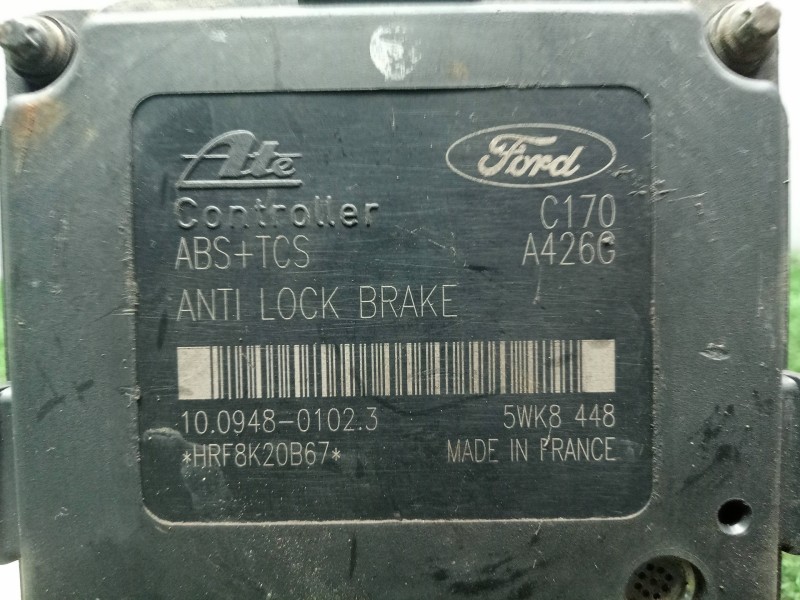 Ate Ford
Controller C170
ABS+TCS A426G
ANTI LOCK BRAKE
10.0948-0102.3 5WK8 448
*HRF8K20B67* MADE IN FRANCE